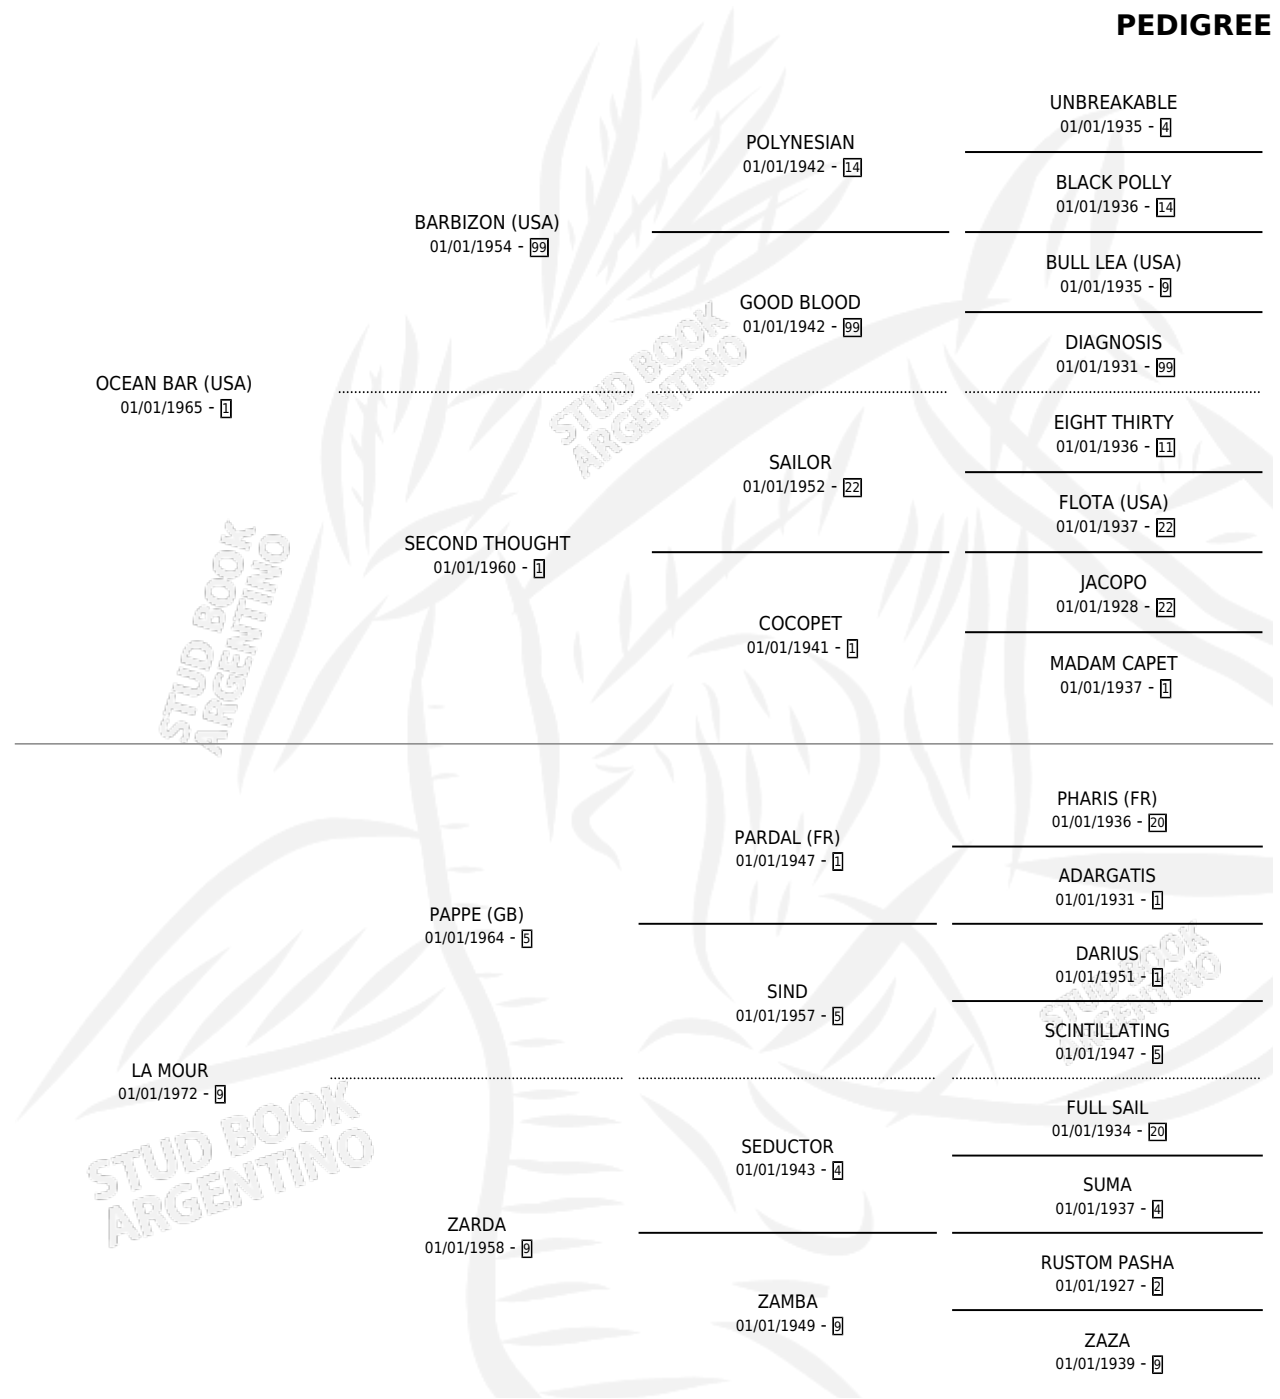 PEDIGREE
UNBREAKABLE
01/01/1935 - 4
POLYNESIAN
01/01/1942 - 14
BLACK POLLY
01/01/1936 - 14
BARBIZON (USA)
01/01/1954 - 99
BULL LEA (USA)
01/01/1935 - 9
GOOD BLOOD
01/01/1942 - 99
DIAGNOSIS
01/01/1931 - 99
OCEAN BAR (USA)
01/01/1965 - 1
EIGHT THIRTY
01/01/1936 - 11
SAILOR
01/01/1952 - 22
FLOTA (USA)
01/01/1937 - 22
SECOND THOUGHT
01/01/1960 - 1
JACOPO
01/01/1928 - 22
COCOPET
01/01/1941 - 1
MADAM CAPET
01/01/1937 - 1
PHARIS (FR)
01/01/1936 - 20
PARDAL (FR)
01/01/1947 - 1
ADARGATIS
01/01/1931 - 1
PAPPE (GB)
01/01/1964 - 5
DARIUS
01/01/1951 - 1
SIND
01/01/1957 - 5
SCINTILLATING
01/01/1947 - 5
LA MOUR
01/01/1972 - 9
FULL SAIL
01/01/1934 - 20
SEDUCTOR
01/01/1943 - 4
SUMA
01/01/1937 - 4
ZARDA
01/01/1958 - 9
RUSTOM PASHA
01/01/1927 - 2
ZAMBA
01/01/1949 - 9
ZAZA
01/01/1939 - 9
STUD BOOK
ARGENTINO
STUD BOOK
ARGENTINO
STUD BOOK
ARGENTINO
STUD BOOK
ARGENTINO